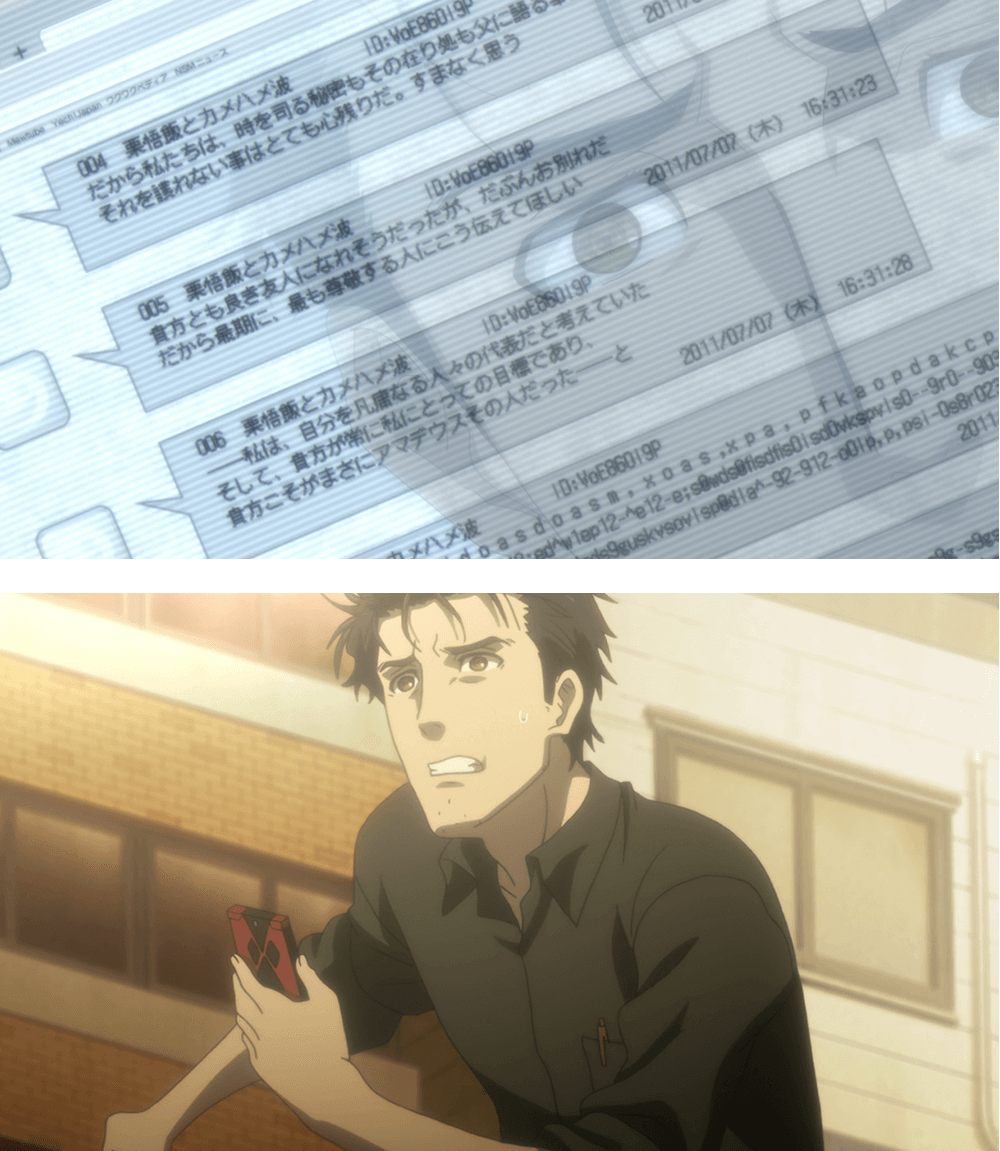 Mewtube Yach!Japan ワクワクペディア NSMニュース
ID:VoE86OI9P
2011/
004 栗悟飯とカメハメ波
だから私たちは、時を司る秘密もその在り処も父に語る
それを護れない事はとても心残りだ。すまなく思う
ID:VoE86OI9P 2011/07/07 (木) 16:31:23
005 栗悟飯とカメハメ波
貴方とも良き友人になれそうだったが、たぶんお別れだ
だから最期に、最も尊敬する人にこう伝えてほしい
ID:VoE86OI9P 2011/07/07 (木) 16:31:28
006 栗悟飯とカメハメ波
――私は、自分を凡庸なる人々の代表だと考えていた
そして、貴方が常に私にとっての目標であり、
貴方こそがまさにアマデウスその人だった――と
ID:VoE86OI9P 2011
カメハメ波
d o a s d o a s m , x o a s , x p a , p f k a o p d a k c p